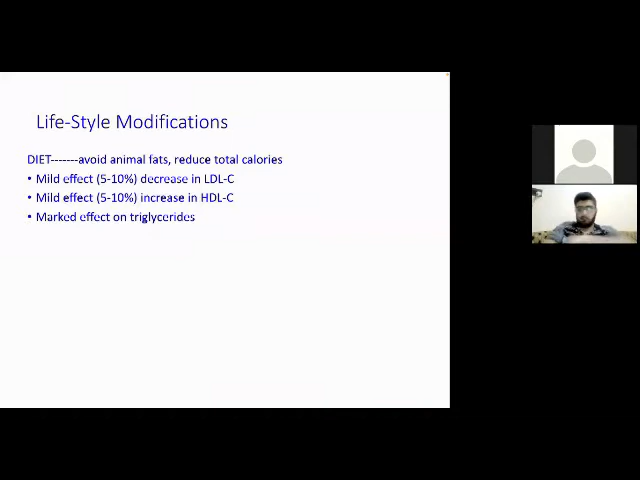 Life-Style Modifications
DIET-------avoid animal fats, reduce total calories
• Mild effect (5-10%) decrease in LDL-C
• Mild effect (5-10%) increase in HDL-C
• Marked effect on triglycerides